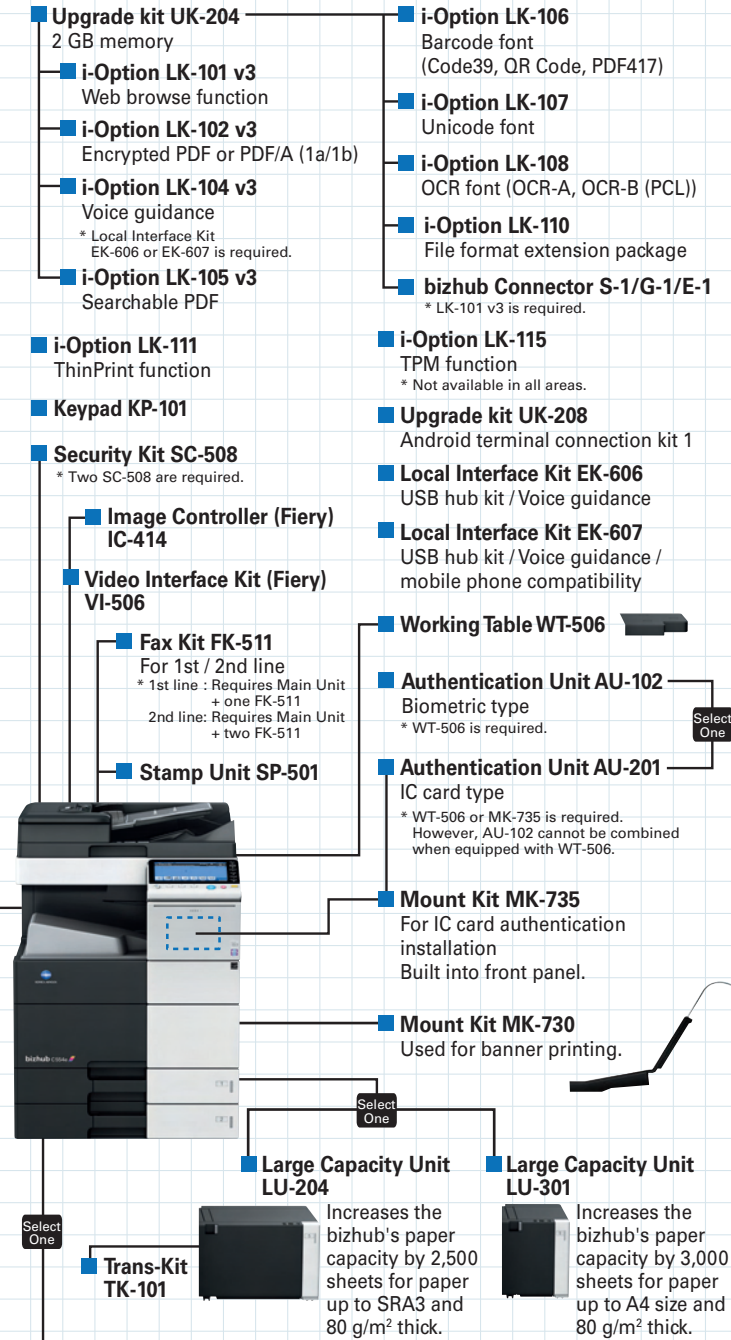 Upgrade kit UK-204
2 GB memory
i-Option LK-101 v3
Web browse function
i-Option LK-102 v3
Encrypted PDF or PDF/A (1a/1b)
i-Option LK-104 v3
Voice guidance
* Local Interface Kit
EK-606 or EK-607 is required.
i-Option LK-105 v3
Searchable PDF
i-Option LK-106
Barcode font
(Code39, QR Code, PDF417)
i-Option LK-107
Unicode font
i-Option LK-108
OCR font (OCR-A, OCR-B (PCL))
i-Option LK-110
File format extension package
bizhub Connector S-1/G-1/E-1
* LK-101 v3 is required.
i-Option LK-111
ThinPrint function
Keypad KP-101
Security Kit SC-508
* Two SC-508 are required.
Image Controller (Fiery)
IC-414
Video Interface Kit (Fiery)
VI-506
Fax Kit FK-511
For 1st / 2nd line
* 1st line : Requires Main Unit
+ one FK-511
2nd line: Requires Main Unit
+ two FK-511
Stamp Unit SP-501
i-Option LK-115
TPM function
* Not available in all areas.
Upgrade kit UK-208
Android terminal connection kit 1
Local Interface Kit EK-606
USB hub kit / Voice guidance
Local Interface Kit EK-607
USB hub kit / Voice guidance /
mobile phone compatibility
Working Table WT-506
Authentication Unit AU-102
Biometric type
* WT-506 is required.
Select
One
Authentication Unit AU-201
IC card type
* WT-506 or MK-735 is required.
However, AU-102 cannot be combined
when equipped with WT-506.
Mount Kit MK-735
For IC card authentication
installation
Built into front panel.
Mount Kit MK-730
Used for banner printing.
bizhub C554e
Select
One
Large Capacity Unit
LU-204
Increases the
bizhub's paper
capacity by 2,500
sheets for paper
up to SRA3 and
80 g/m² thick.
Large Capacity Unit
LU-301
Increases the
bizhub's paper
capacity by 3,000
sheets for paper
up to A4 size and
80 g/m² thick.
Select
One
Trans-Kit
TK-101